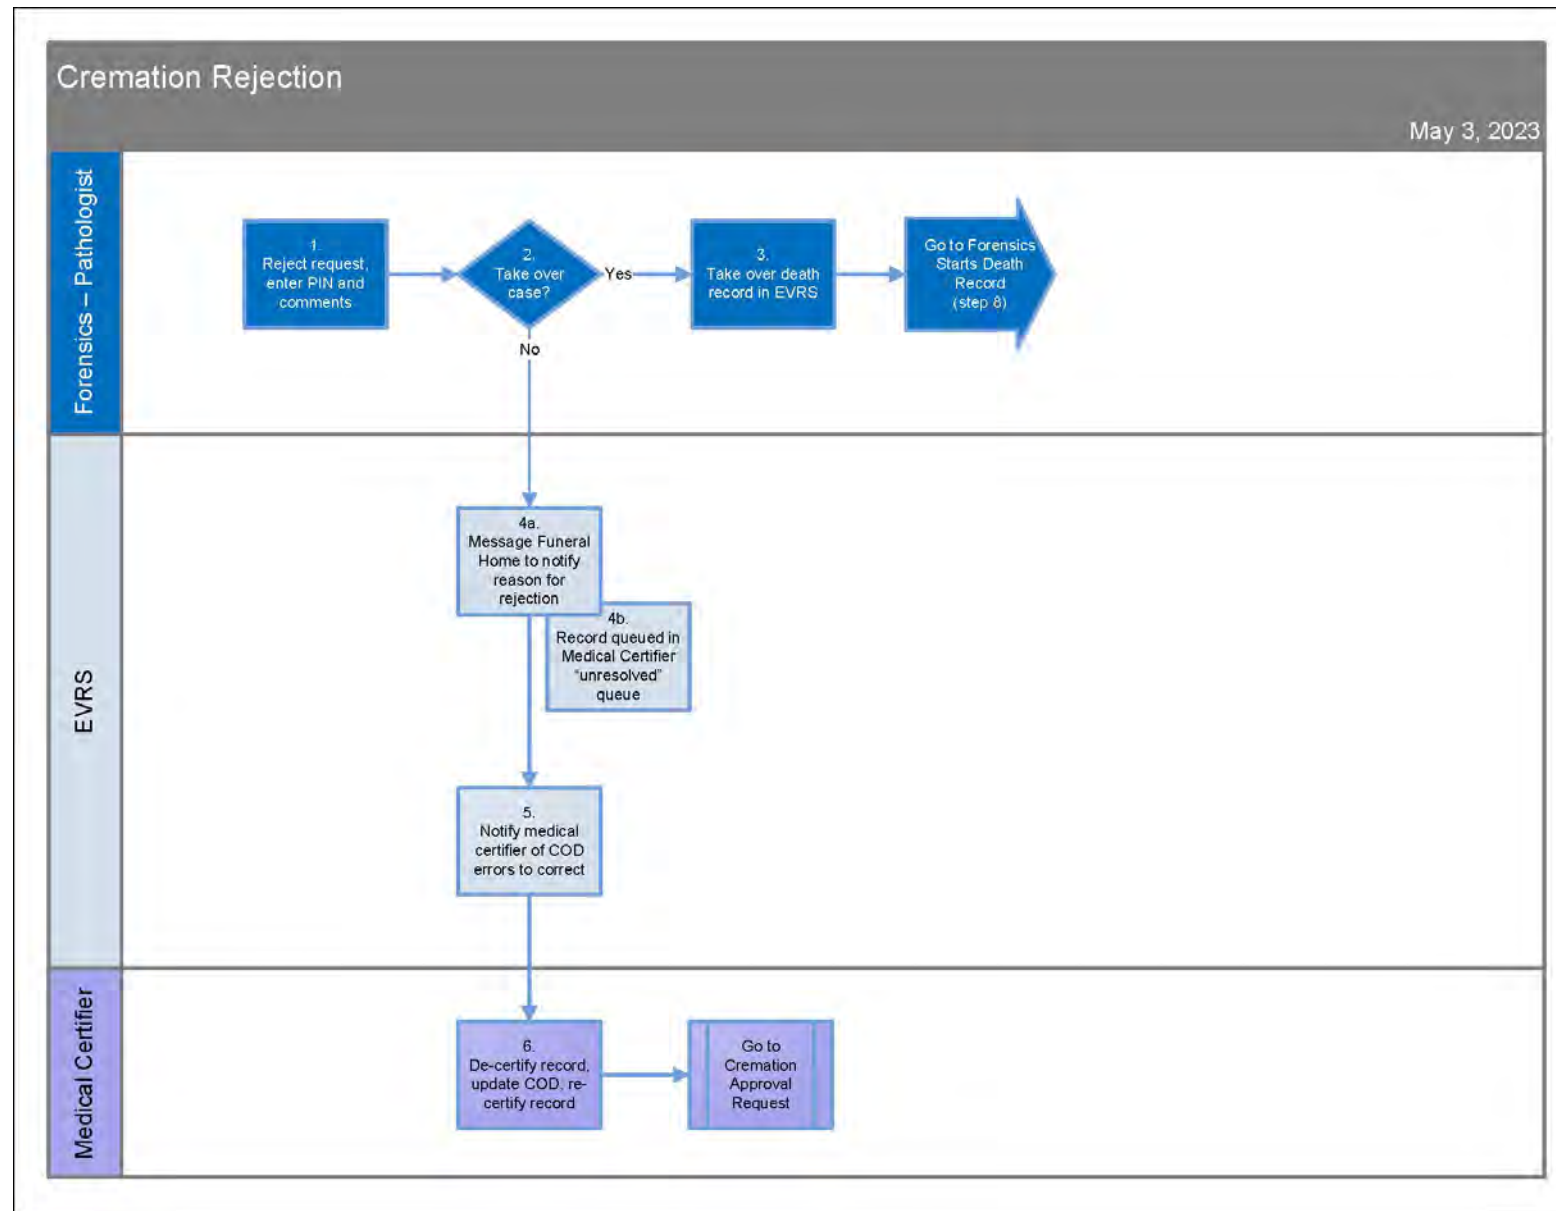 Cremation Rejection
May 3, 2023
Forensics – Pathologist
1.
Reject request,
enter PIN and
comments
2.
Take over
case?
Yes
No
3.
Take over death
record in EVRS
Go to Forensics
Starts Death
Record
(step 8)
EVRS
4a.
Message Funeral
Home to notify
reason for
rejection
4b.
Record queued in
Medical Certifier
“unresolved”
queue
5.
Notify medical
certifier of COD
errors to correct
Medical Certifier
6.
De-certify record,
update COD, re-
certify record
Go to
Cremation
Approval
Request